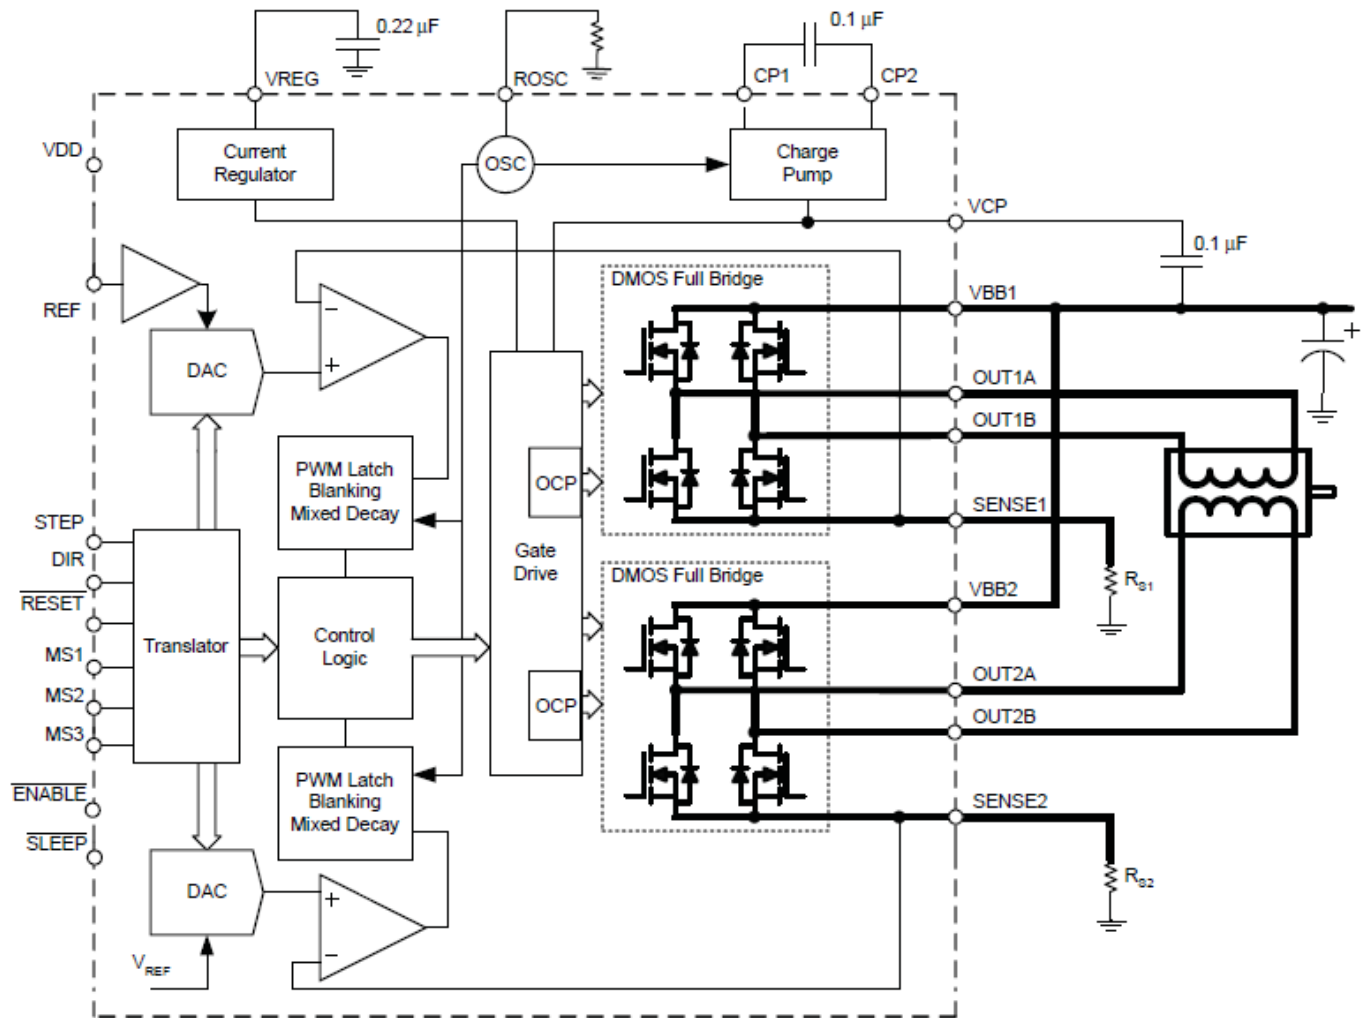 0.22 µF
0.1 µF
VREG
ROSC
CP1
CP2
VDD
Current
Regulator
OSC
Charge
Pump
VCP
0.1 µF
REF
DMOS Full Bridge
VBB1
−
+
DAC
+
OUT1A
OUT1B
PWM Latch
Blanking
Mixed Decay
OCP
SENSE1
STEP
DIR
RESET
MS1
MS2
MS3
Translator
Control
Logic
Gate
Drive
DMOS Full Bridge
RS1
VBB2
OUT2A
OCP
OUT2B
PWM Latch
Blanking
Mixed Decay
ENABLE
SLEEP
SENSE2
DAC
+
−
RS2
VREF